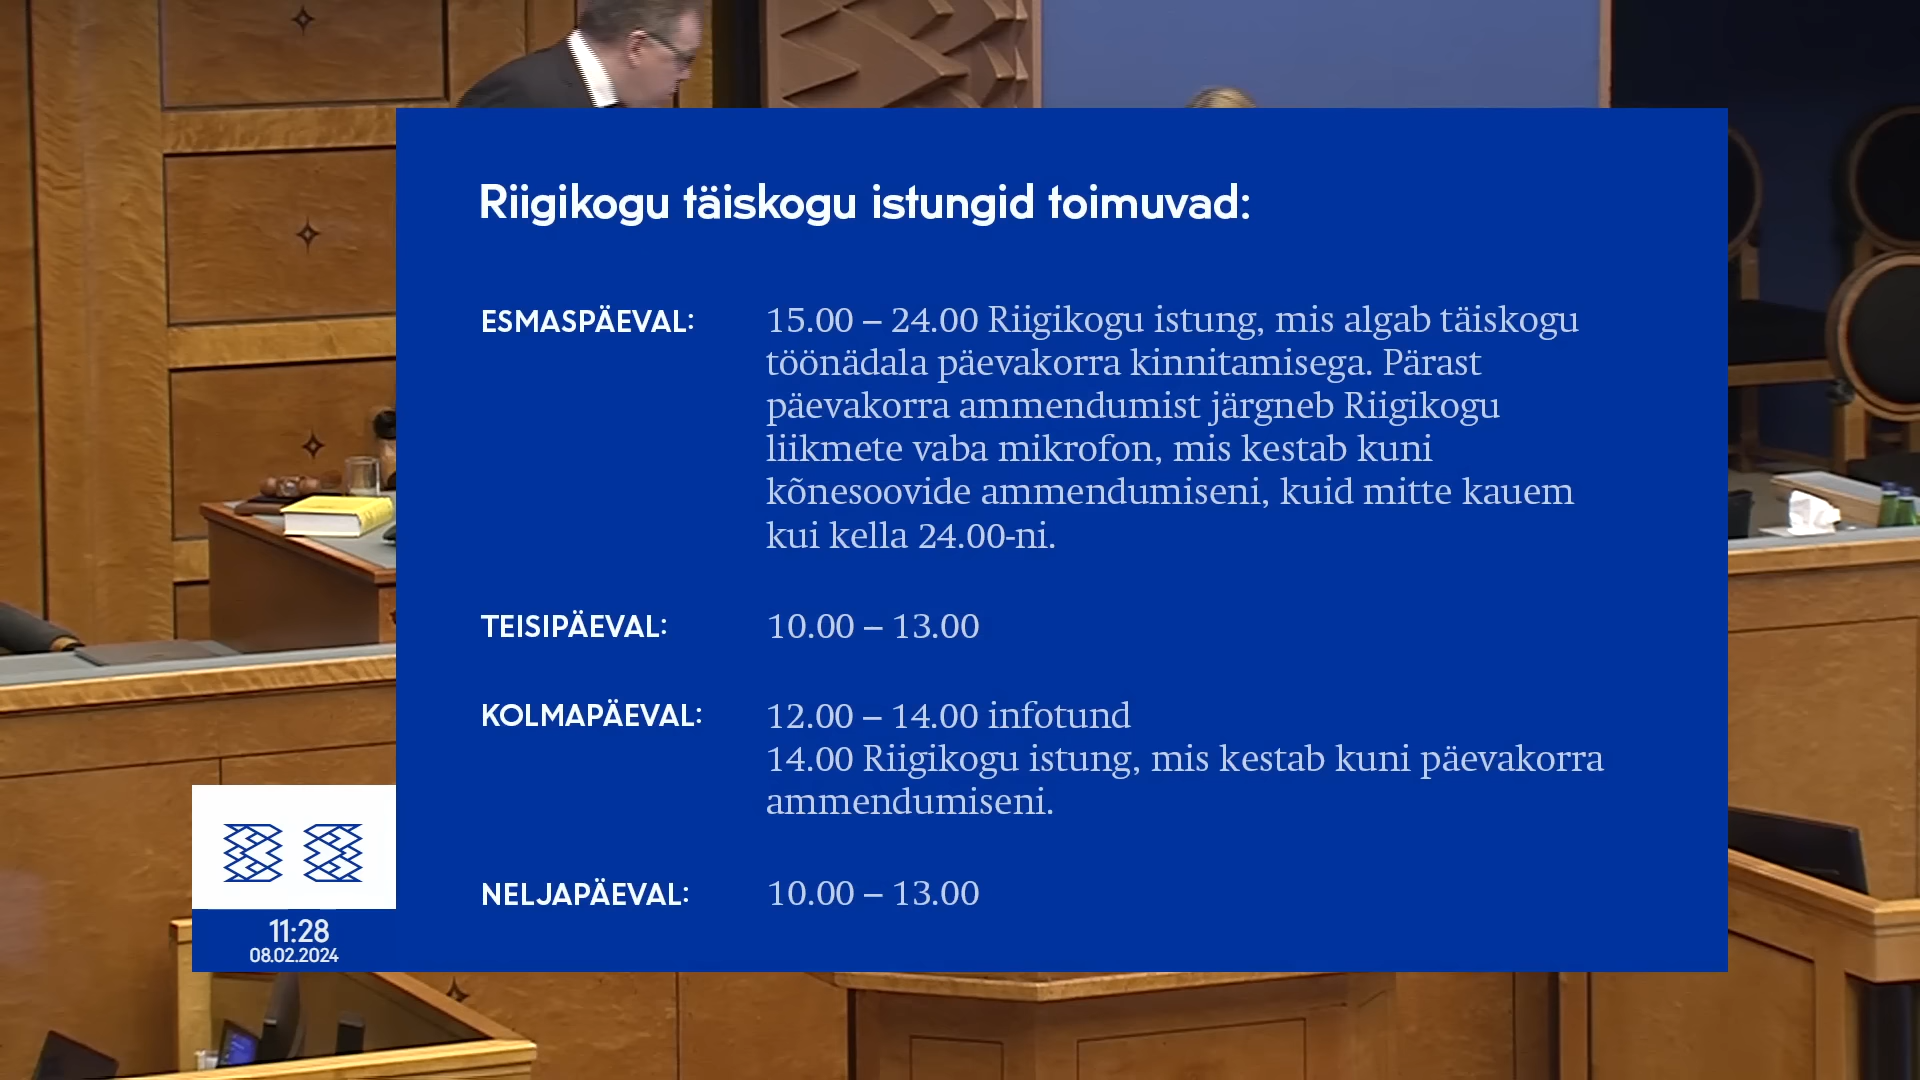 Riigikogu täiskogu istungid toimuvad:
ESMASPÄEVAL:
15.00 – 24.00 Riigikogu istung, mis algab täiskogu
töönädala päevakorra kinnitamisega. Pärast
päevakorra ammendumist järgneb Riigikogu
liikmete vaba mikrofon, mis kestab kuni
kõnesoovide ammendumiseni, kuid mitte kauem
kui kella 24.00-ni.
TEISIPÄEVAL:
10.00 – 13.00
KOLMAPÄEVAL:
12.00 – 14.00 infotund
14.00 Riigikogu istung, mis kestab kuni päevakorra
ammendumiseni.
NELJAPÄEVAL:
10.00 – 13.00
11:28
08.02.2024